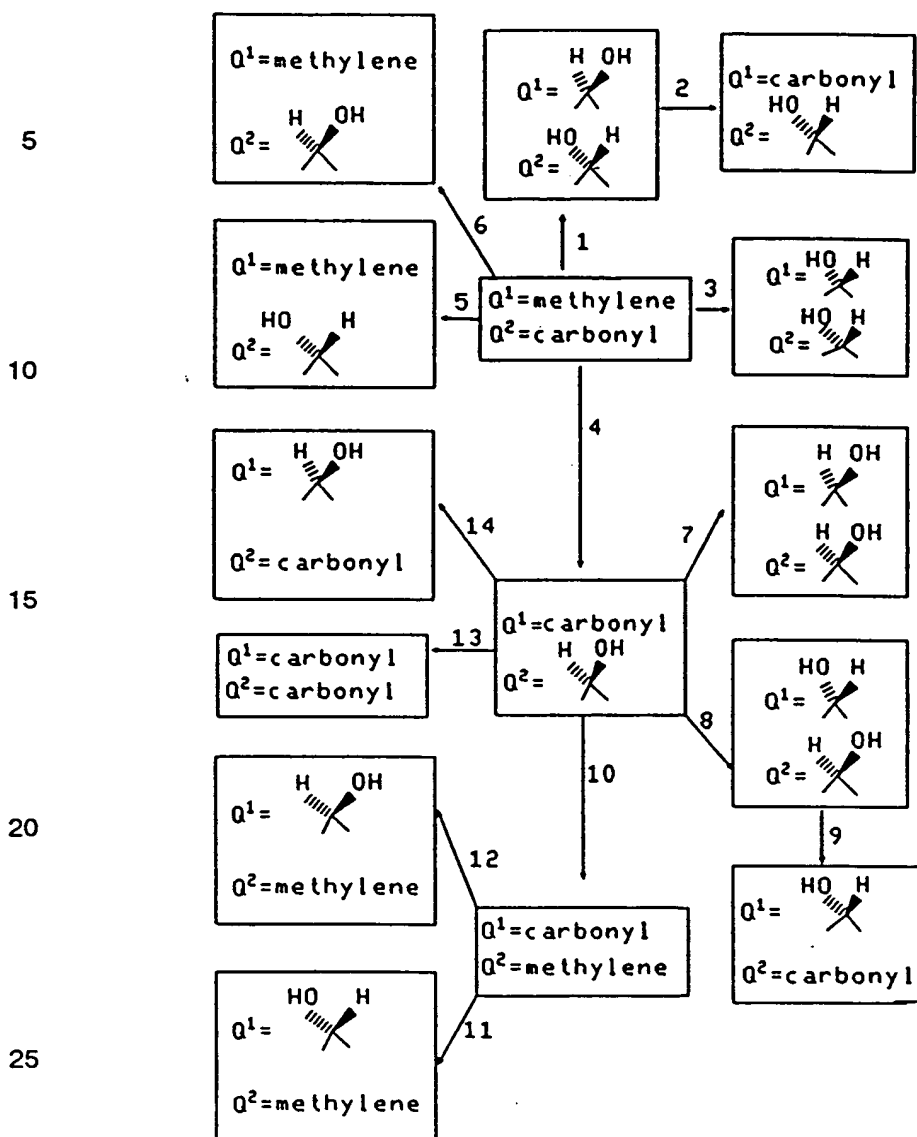 Q¹=methylene
H OH
Q²=
H OH
Q¹=
HO H
Q²=
2
Q¹=carbonyl
HO H
Q²=
5
6
1
Q¹=methylene
HO H
Q²=
5
Q¹=methylene
Q²=carbonyl
3
HO H
Q¹=
HO H
Q²=
10
4
H OH
Q¹=
Q²=carbonyl
14
7
H OH
Q¹=
H OH
Q²=
15
Q¹=carbonyl
H OH
Q²=
13
Q¹=carbonyl
Q²=carbonyl
8
HO H
Q¹=
H OH
Q²=
10
H OH
Q¹=
Q²=methylene
20
12
9
Q¹=carbonyl
Q²=methylene
HO H
Q¹=
Q²=carbonyl
11
HO H
Q¹=
Q²=methylene
25